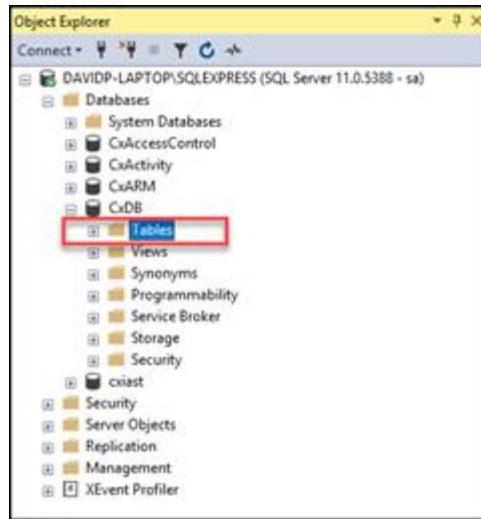 Object Explorer
Connect
DAVIDP-LAPTOP\SQLEXPRESS (SQL Server 11.0.5388 - sa)
Databases
System Databases
CxAccessControl
CxActivity
CxARM
CxDB
Tables
Views
Synonyms
Programmability
Service Broker
Storage
Security
cxiast
Security
Server Objects
Replication
Management
XEvent Profiler